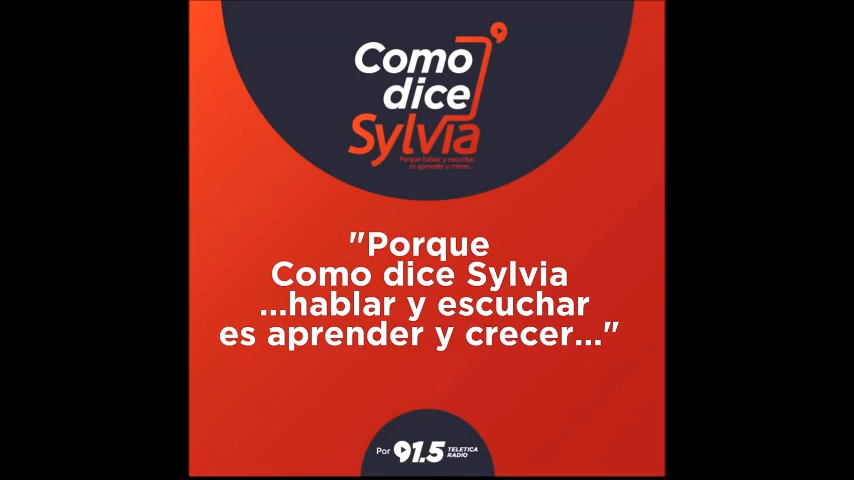 Como
dice
Sylvia
Porque hablar y escuchar
es aprender y crecer...
"Porque
Como dice Sylvia
...hablar y escuchar
es aprender y crecer..."
Por 91.5 TELETICA
RADIO